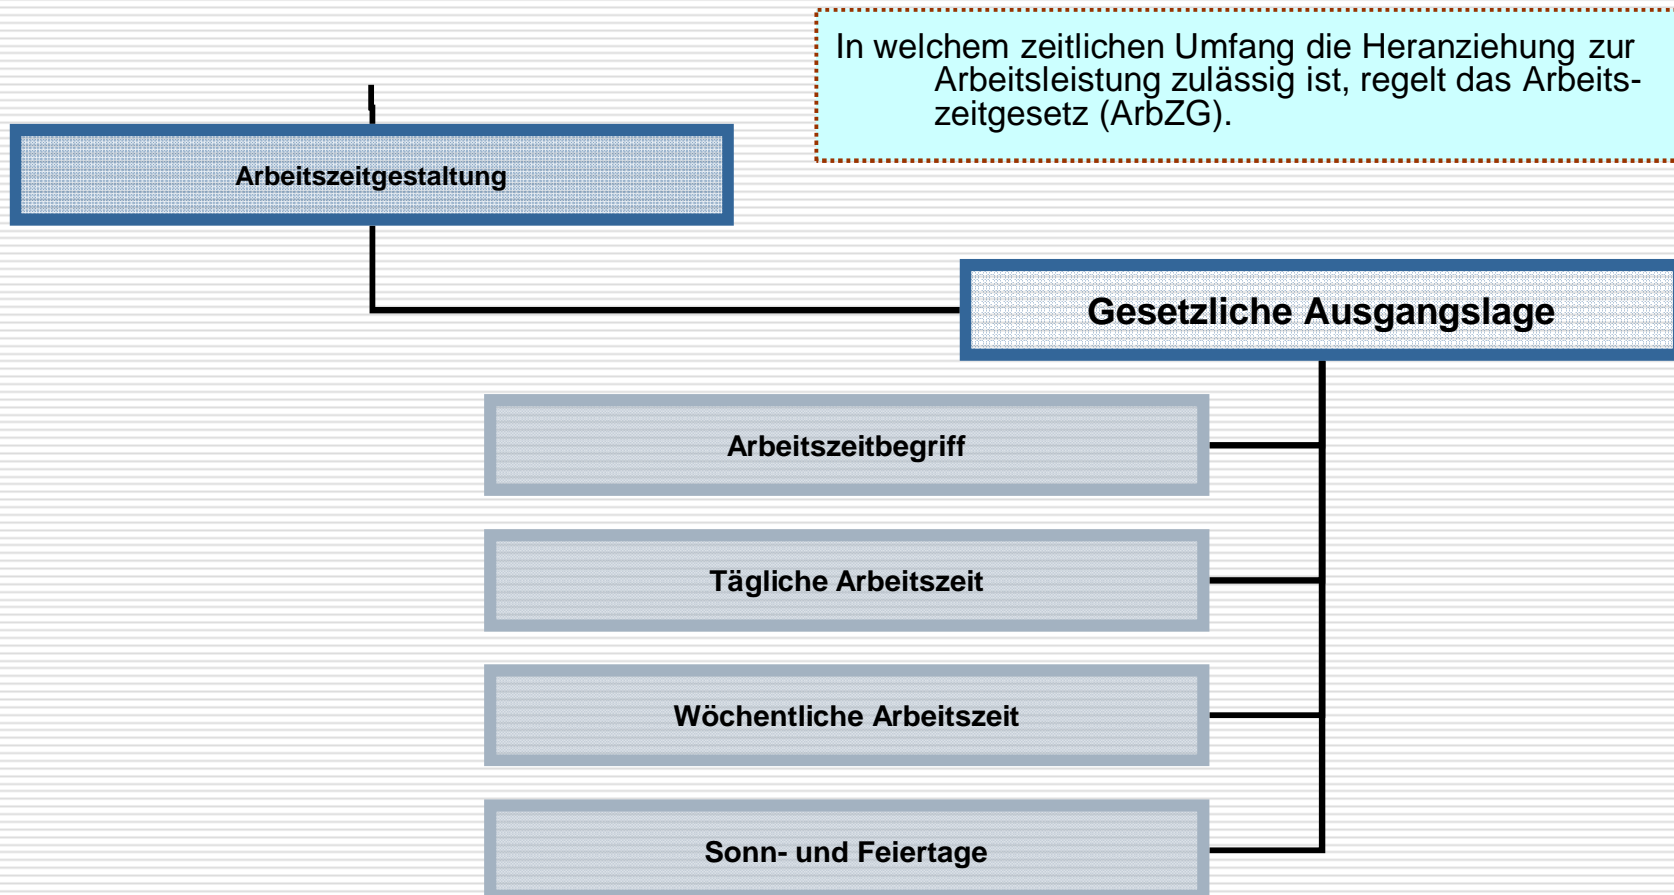 In welchem zeitlichen Umfang die Heranziehung zur
Arbeitsleistung zulässig ist, regelt das Arbeits-
zeitgesetz (ArbZG).
Arbeitszeitgestaltung
Gesetzliche Ausgangslage
Arbeitszeitbegriff
Tägliche Arbeitszeit
Wöchentliche Arbeitszeit
Sonn- und Feiertage